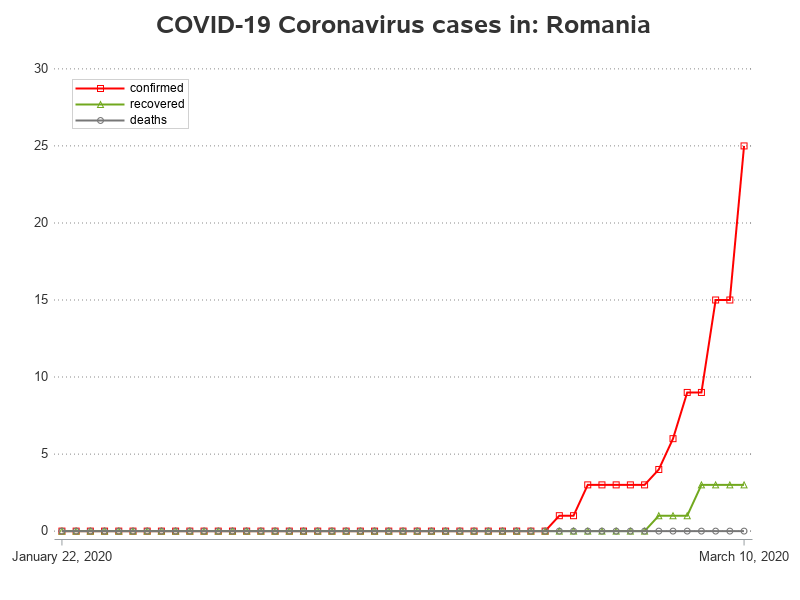 COVID-19 Coronavirus cases in: Romania
30
confirmed
recovered
deaths
25
20
15
10
5
0
January 22, 2020
March 10, 2020